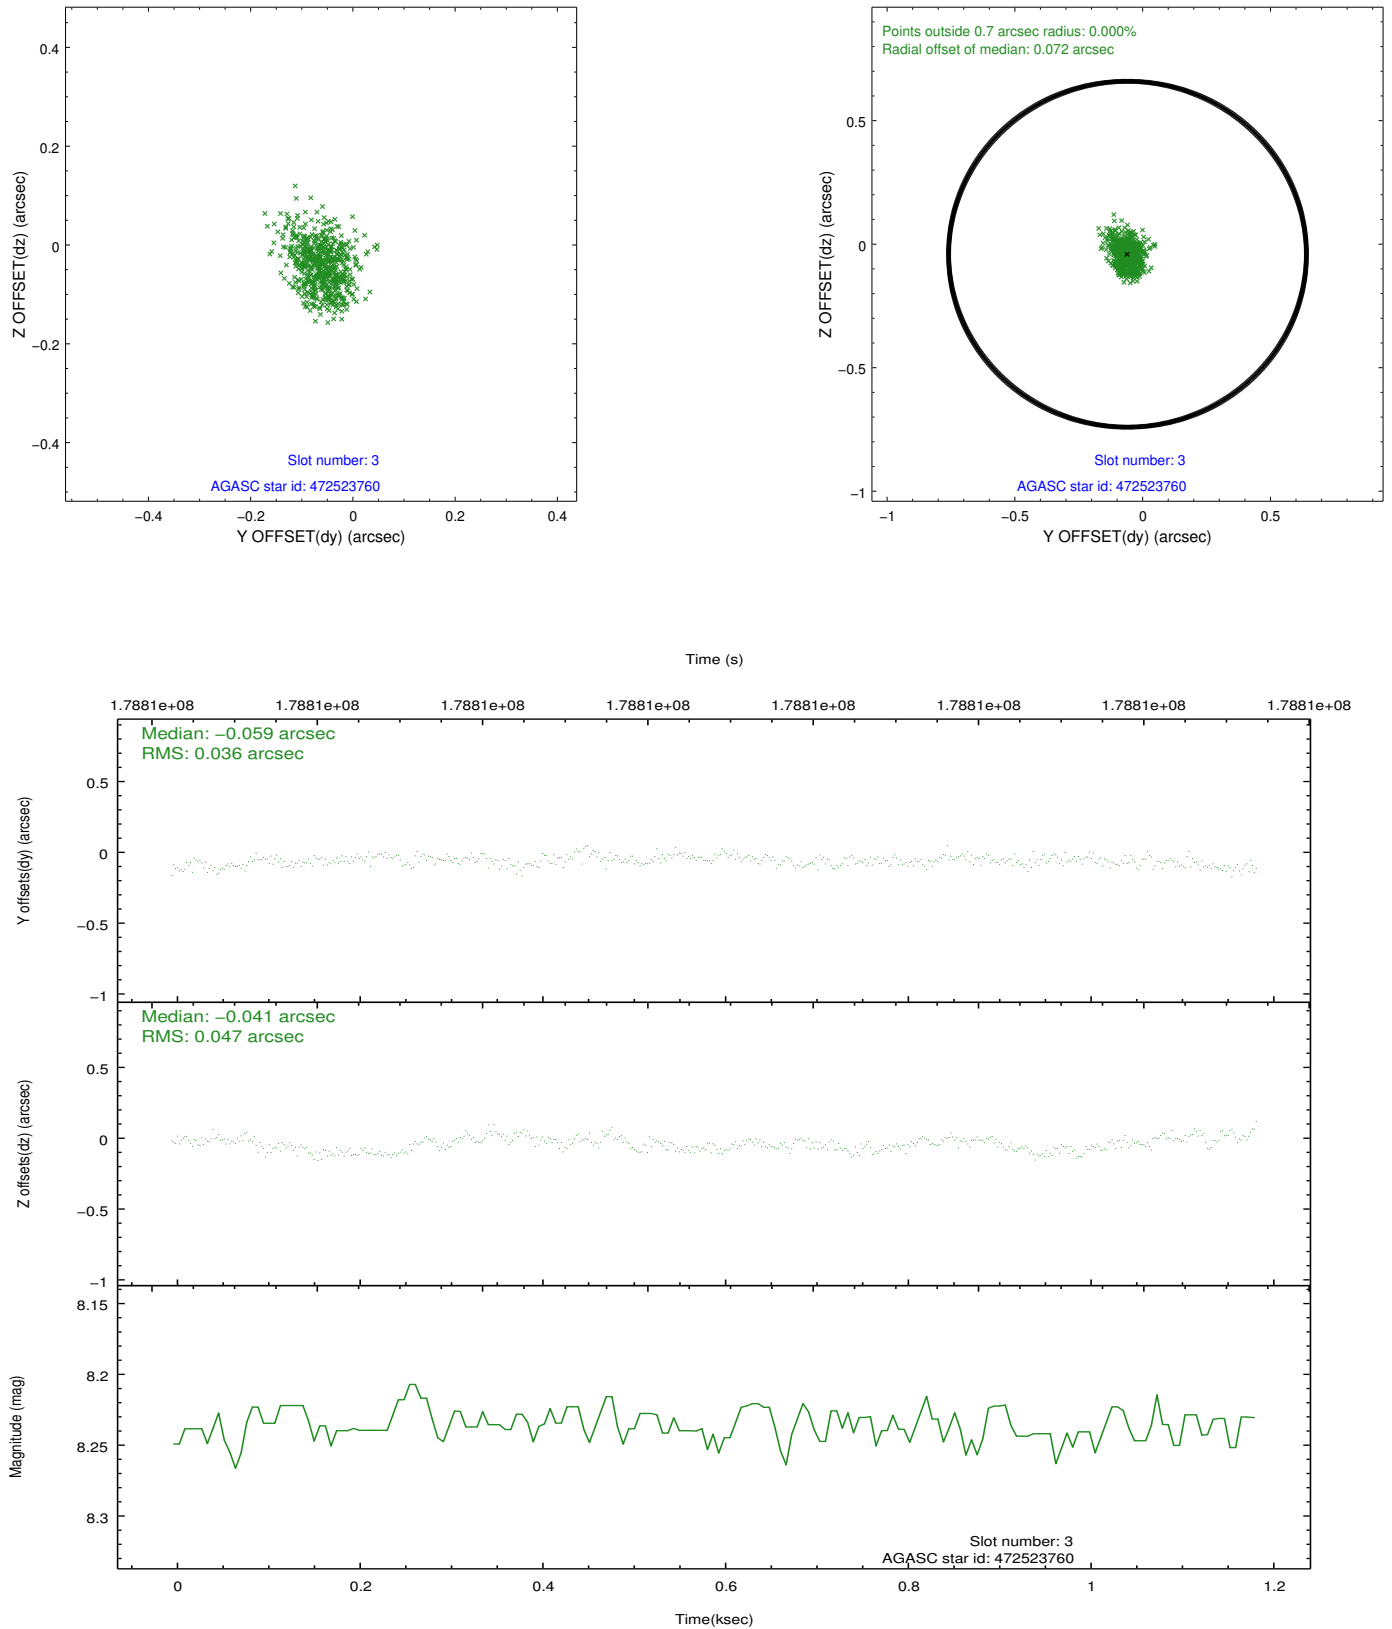 0.4
0.2
0
−0.2
−0.4
Z OFFSET(dz) (arcsec)
Slot number: 3
AGASC star id: 472523760
−0.4
−0.2
0
0.2
0.4
Y OFFSET(dy) (arcsec)
Points outside 0.7 arcsec radius: 0.000%
Radial offset of median: 0.072 arcsec
0.5
0
−0.5
−1
Z OFFSET(dz) (arcsec)
Slot number: 3
AGASC star id: 472523760
−1
−0.5
0
0.5
Y OFFSET(dy) (arcsec)
Time (s)
1.7881e+08
1.7881e+08
1.7881e+08
1.7881e+08
1.7881e+08
1.7881e+08
1.7881e+08
1.7881e+08
Median: −0.059 arcsec
RMS: 0.036 arcsec
0.5
0
−0.5
−1
Y offsets(dy) (arcsec)
Median: −0.041 arcsec
RMS: 0.047 arcsec
0.5
0
−0.5
−1
Z offsets(dz) (arcsec)
8.15
8.2
8.25
8.3
Magnitude (mag)
Slot number: 3
AGASC star id: 472523760
0
0.2
0.4
0.6
0.8
1
1.2
Time(ksec)